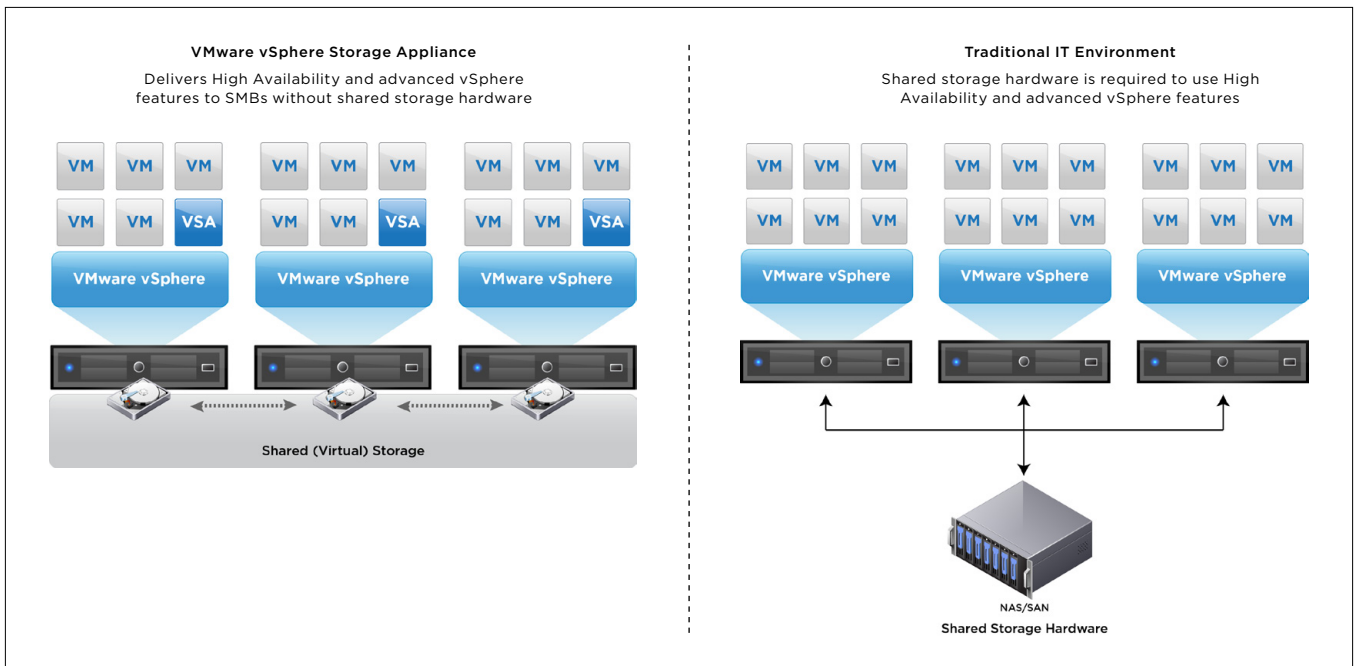 VMware vSphere Storage Appliance
Delivers High Availability and advanced vSphere
features to SMBs without shared storage hardware
VM VM VM VM VM VM VM VM VM
VM VM VSA VM VM VSA VM VM VSA
VMware vSphere VMware vSphere VMware vSphere
Shared (Virtual) Storage
Traditional IT Environment
Shared storage hardware is required to use High
Availability and advanced vSphere features
VM VM VM VM VM VM VM VM VM
VM VM VM VM VM VM VM VM VM
VMware vSphere VMware vSphere VMware vSphere
NAS/SAN
Shared Storage Hardware